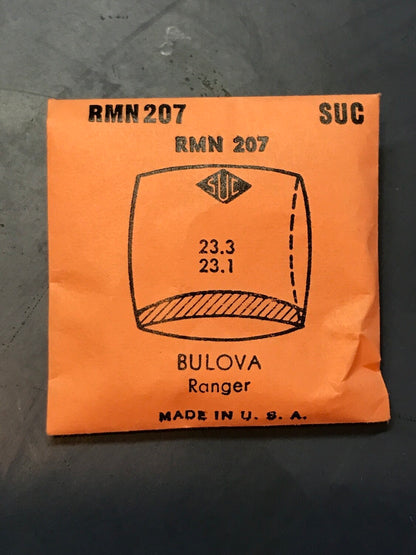 RMN 207 SUC
RMN 207
SUC
23.3
23.1
BULOVA
Ranger
MADE IN U. S. A.